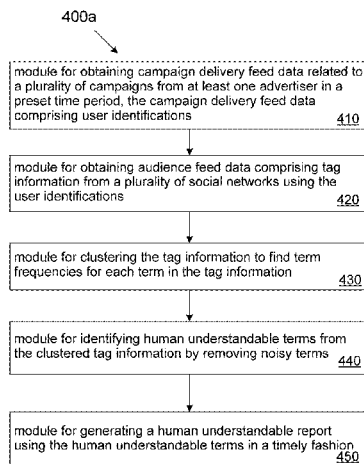 400a
module for obtaining campaign delivery feed data related to
a plurality of campaigns from at least one advertiser in a
preset time period, the campaign delivery feed data
comprising user identifications
410
module for obtaining audience feed data comprising tag
information from a plurality of social networks using the
user identifications
420
module for clustering the tag information to find term
frequencies for each term in the tag information
430
module for identifying human understandable terms from
the clustered tag information by removing noisy terms
440
module for generating a human understandable report
using the human understandable terms in a timely fashion
450